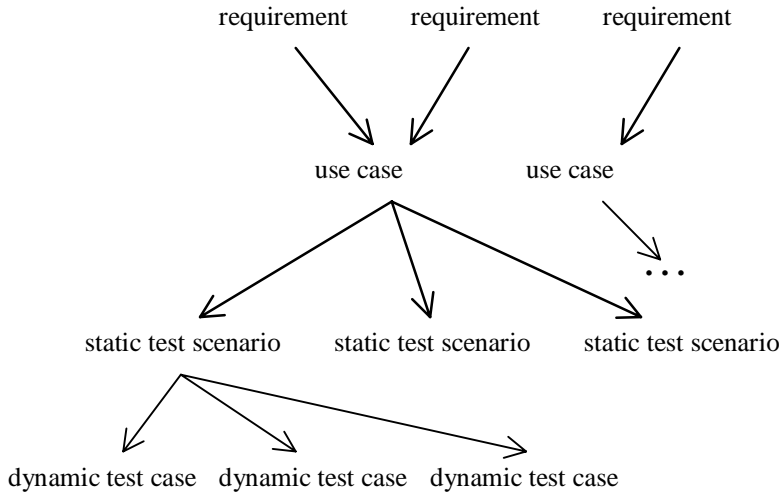 requirement requirement requirement
use case use case
...
static test scenario static test scenario static test scenario
dynamic test case dynamic test case dynamic test case